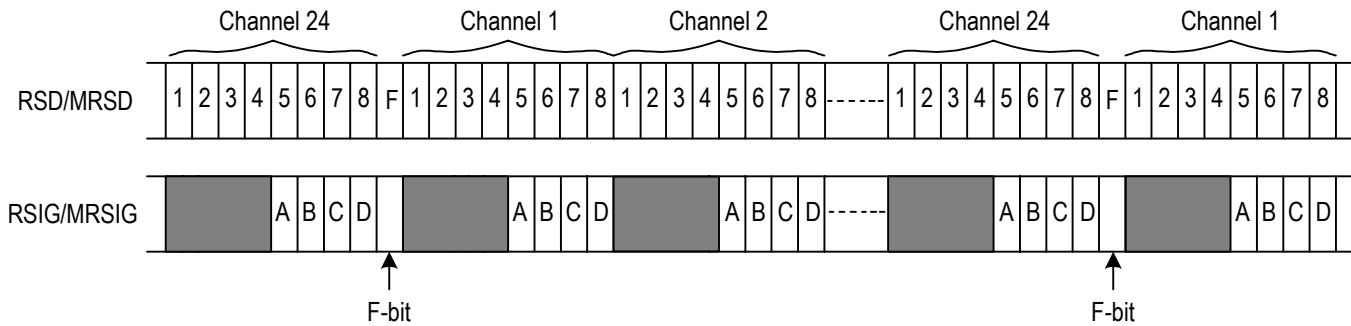 Channel 24 Channel 1 Channel 2 Channel 24 Channel 1
RSD/MRSD 1 2 3 4 5 6 7 8 F 1 2 3 4 5 6 7 8 1 2 3 4 5 6 7 8 1 2 3 4 5 6 7 8 F 1 2 3 4 5 6 7 8
RSIG/MRSIG A B C D A B C D A B C D A B C D A B C D
F-bit F-bit